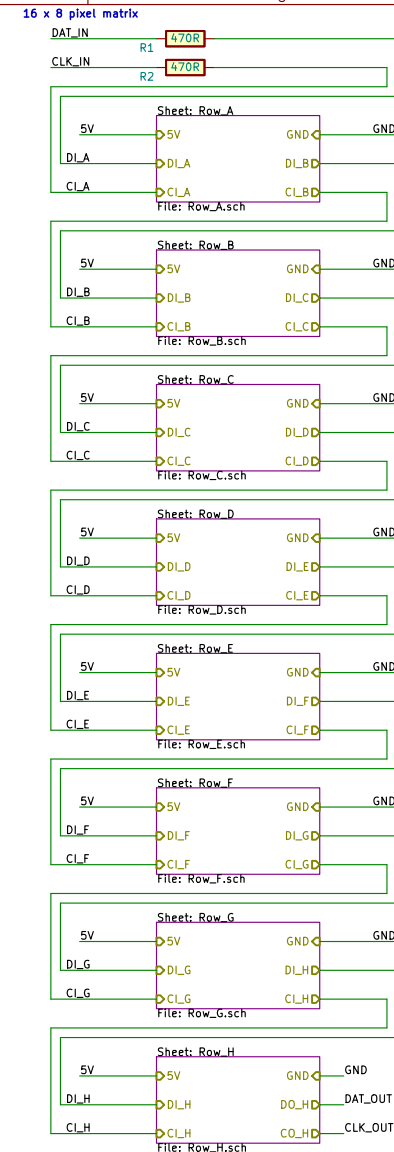 16 x 8 pixel matrix
DAT_IN
R1 470R
CLK_IN
R2 470R
Sheet: Row_A
5V 5V GND GND
DI_A DI_A DI_B
CI_A CI_A CI_B
File: Row_A.sch
Sheet: Row_B
5V 5V GND GND
DI_B DI_B DI_C
CI_B CI_B CI_C
File: Row_B.sch
Sheet: Row_C
5V 5V GND GND
DI_C DI_C DI_D
CI_C CI_C CI_D
File: Row_C.sch
Sheet: Row_D
5V 5V GND GND
DI_D DI_D DI_E
CI_D CI_D CI_E
File: Row_D.sch
Sheet: Row_E
5V 5V GND GND
DI_E DI_E DI_F
CI_E CI_E CI_F
File: Row_E.sch
Sheet: Row_F
5V 5V GND GND
DI_F DI_F DI_G
CI_F CI_F CI_G
File: Row_F.sch
Sheet: Row_G
5V 5V GND GND
DI_G DI_G DI_H
CI_G CI_G CI_H
File: Row_G.sch
Sheet: Row_H
5V 5V GND GND
DI_H DI_H DO_H DAT_OUT
CI_H CI_H CO_H CLK_OUT
File: Row_H.sch